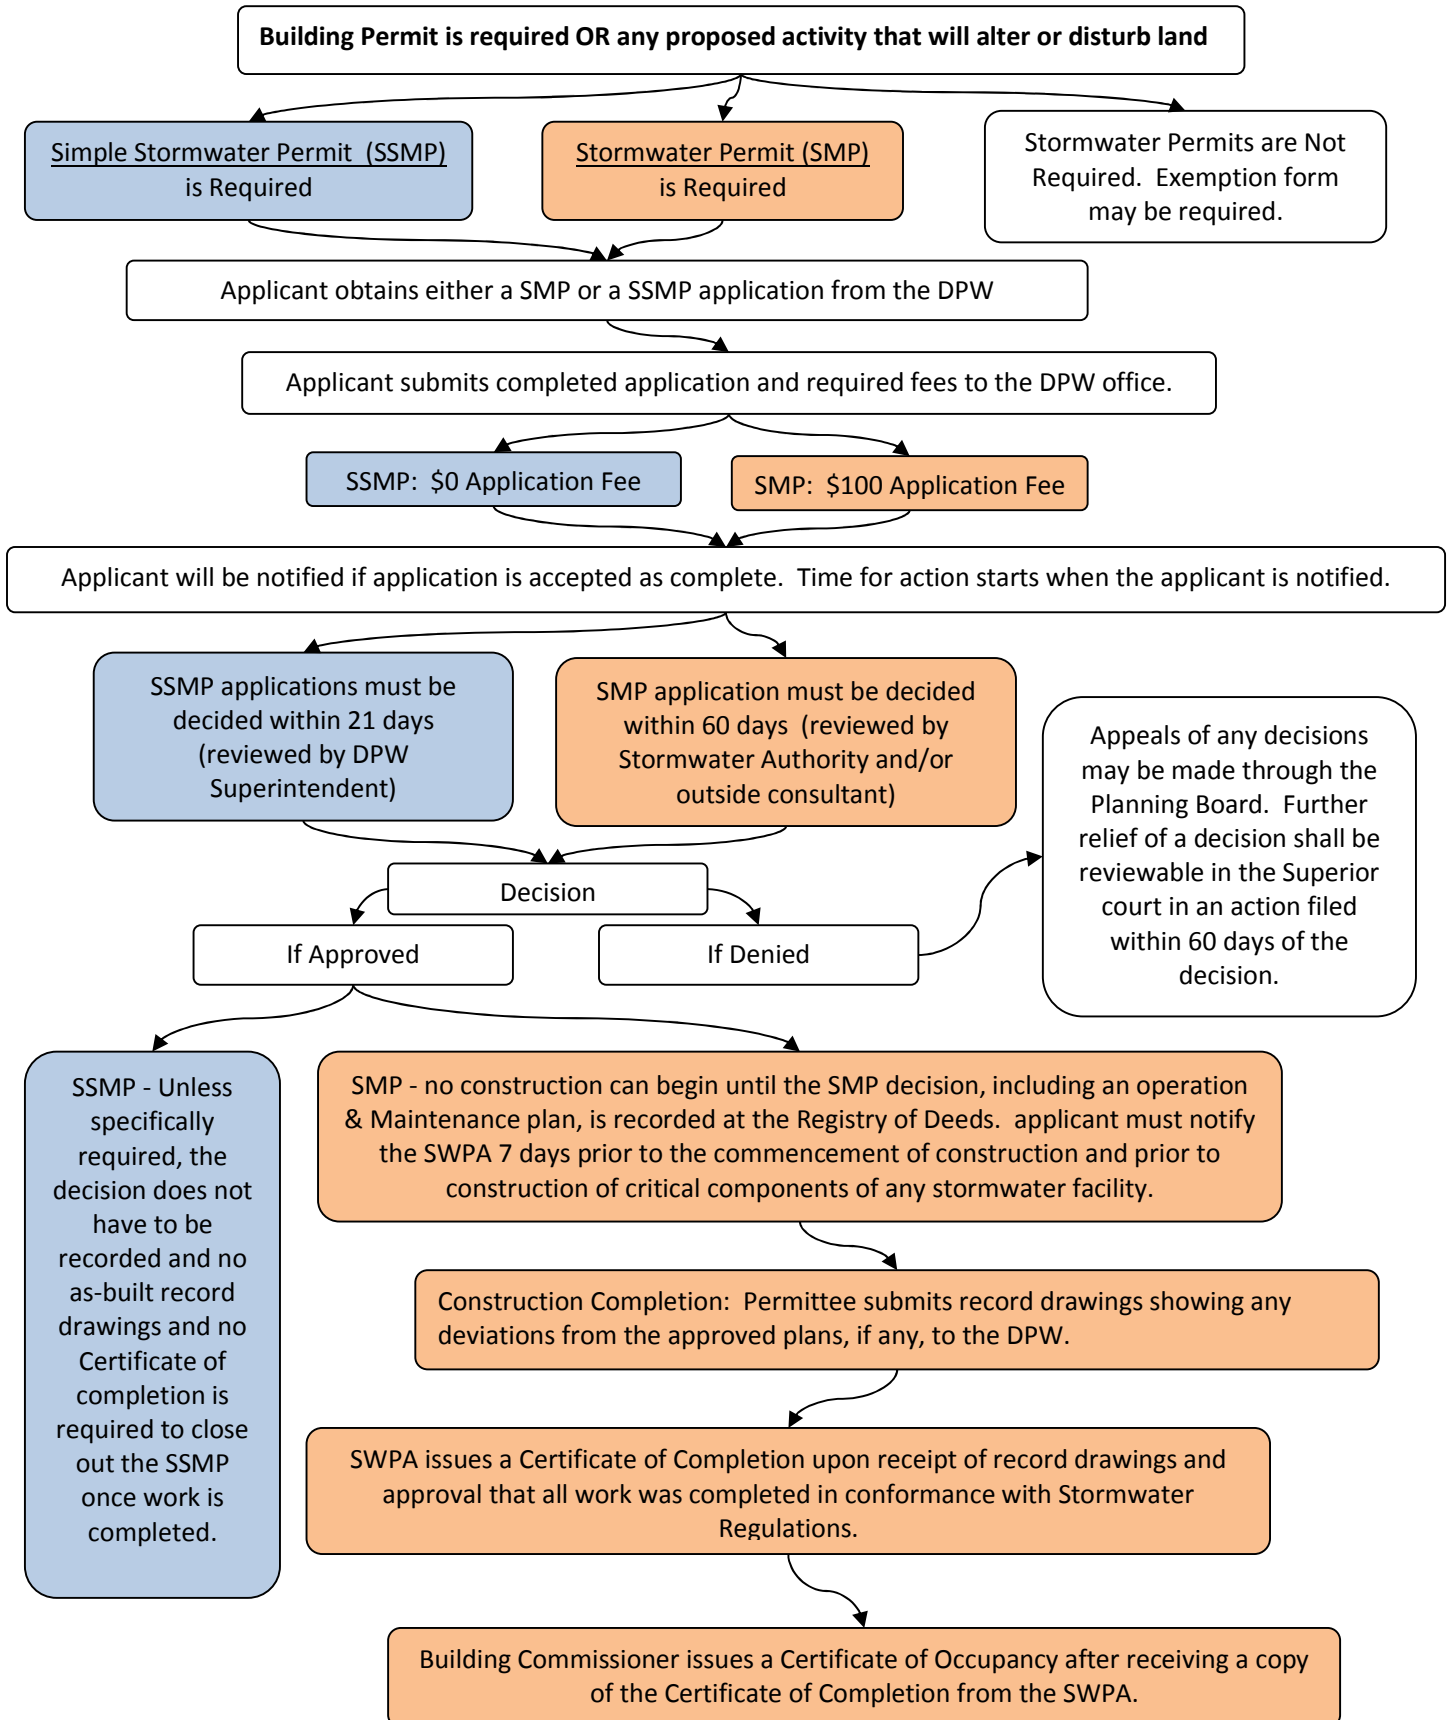 Building Permit is required OR any proposed activity that will alter or disturb land
Simple Stormwater Permit (SSMP)
is Required
Stormwater Permit (SMP)
is Required
Stormwater Permits are Not
Required. Exemption form
may be required.
Applicant obtains either a SMP or a SSMP application from the DPW
Applicant submits completed application and required fees to the DPW office.
SSMP: $0 Application Fee
SMP: $100 Application Fee
Applicant will be notified if application is accepted as complete. Time for action starts when the applicant is notified.
SSMP applications must be
decided within 21 days
(reviewed by DPW
Superintendent)
SMP application must be decided
within 60 days (reviewed by
Stormwater Authority and/or
outside consultant)
Appeals of any decisions
may be made through the
Planning Board. Further
relief of a decision shall be
reviewable in the Superior
court in an action filed
within 60 days of the
decision.
Decision
If Approved
If Denied
SSMP - Unless
specifically
required, the
decision does not
have to be
recorded and no
as-built record
drawings and no
Certificate of
completion is
required to close
out the SSMP
once work is
completed.
SMP - no construction can begin until the SMP decision, including an operation
& Maintenance plan, is recorded at the Registry of Deeds. applicant must notify
the SWPA 7 days prior to the commencement of construction and prior to
construction of critical components of any stormwater facility.
Construction Completion: Permittee submits record drawings showing any
deviations from the approved plans, if any, to the DPW.
SWPA issues a Certificate of Completion upon receipt of record drawings and
approval that all work was completed in conformance with Stormwater
Regulations.
Building Commissioner issues a Certificate of Occupancy after receiving a copy
of the Certificate of Completion from the SWPA.